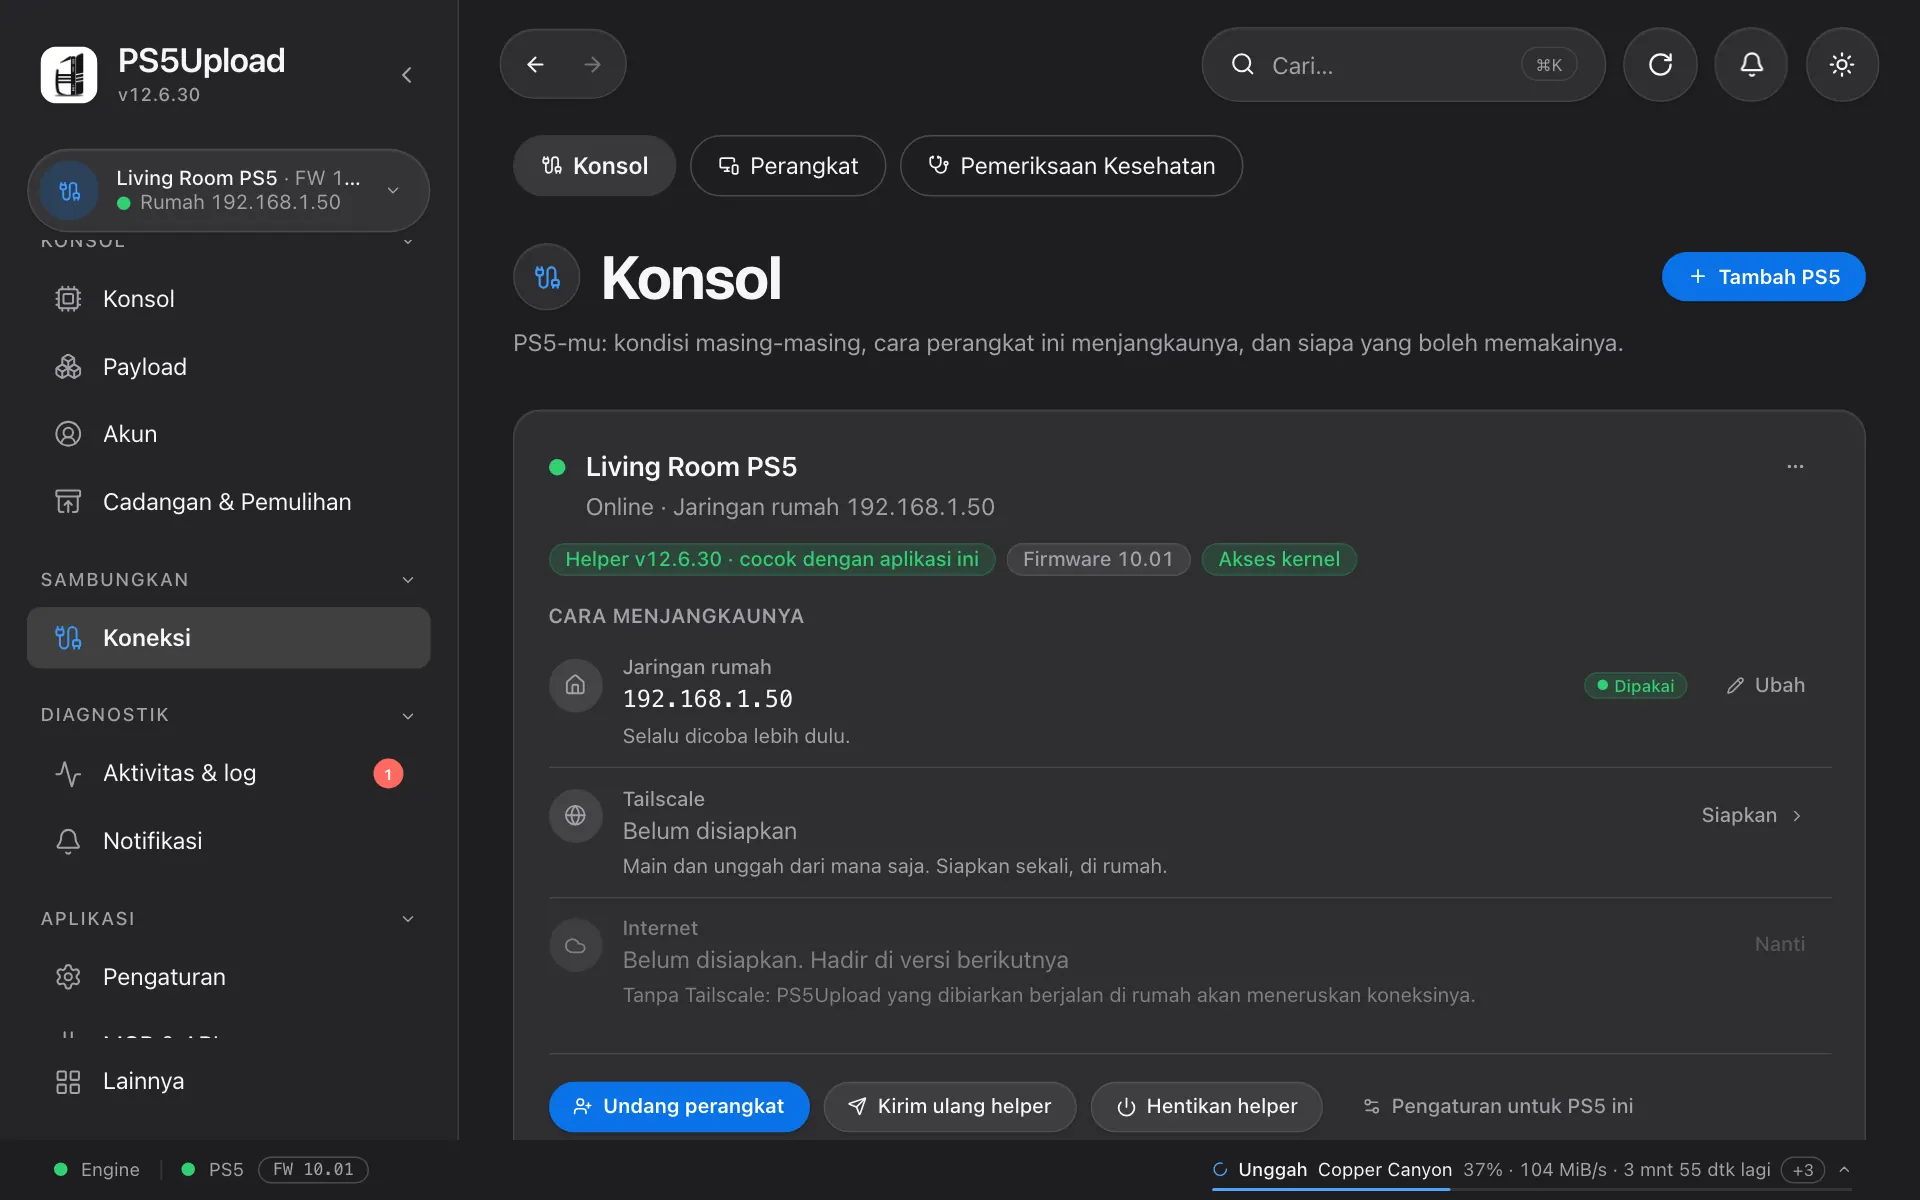 PS5Upload
v12.6.30
Living Room PS5 · FW 1...
Rumah 192.168.1.50
KONSOL
Konsol
Payload
Akun
Cadangan & Pemulihan
SAMBUNGKAN
Koneksi
DIAGNOSTIK
Aktivitas & log
1
Notifikasi
APLIKASI
Pengaturan
MCP & API
Lainnya
Cari...
⌘K
Konsol
Perangkat
Pemeriksaan Kesehatan
Konsol
+ Tambah PS5
PS5-mu: kondisi masing-masing, cara perangkat ini menjangkaunya, dan siapa yang boleh memakainya.
Living Room PS5
Online · Jaringan rumah 192.168.1.50
Helper v12.6.30 · cocok dengan aplikasi ini
Firmware 10.01
Akses kernel
CARA MENJANGKAUNYA
Jaringan rumah
192.168.1.50
Selalu dicoba lebih dulu.
Dipakai
Ubah
Tailscale
Belum disiapkan
Main dan unggah dari mana saja. Siapkan sekali, di rumah.
Siapkan
Internet
Belum disiapkan. Hadir di versi berikutnya
Tanpa Tailscale: PS5Upload yang dibiarkan berjalan di rumah akan meneruskan koneksinya.
Nanti
Undang perangkat
Kirim ulang helper
Hentikan helper
Pengaturan untuk PS5 ini
Engine
PS5
FW 10.01
Unggah Copper Canyon 37% · 104 MiB/s · 3 mnt 55 dtk lagi
+3